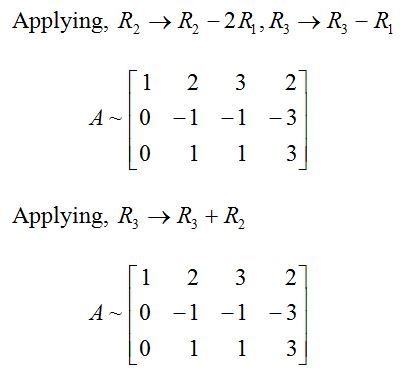 Applying, R₂ → R₂ − 2R₁, R₃ → R₃ − R₁
1 2 3 2
A ~ 0 −1 −1 −3
0 1 1 3
Applying, R₃ → R₃ + R₂
1 2 3 2
A ~ 0 −1 −1 −3
0 1 1 3